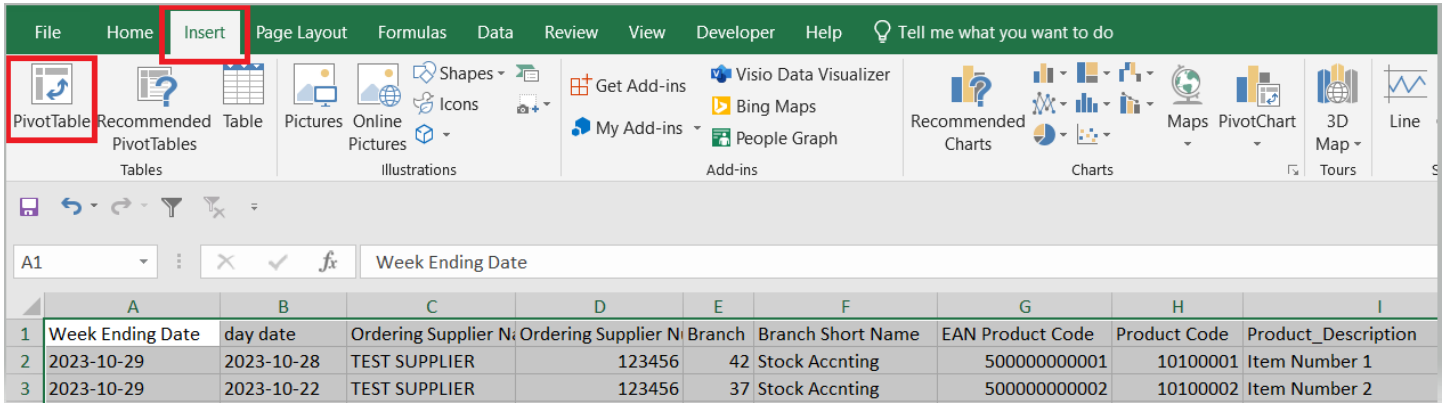 File Home Insert Page Layout Formulas Data Review View Developer Help Tell me what you want to do
PivotTable Recommended PivotTables Table
Tables
Pictures Online Pictures Shapes Icons
Illustrations
Get Add-ins
My Add-ins
Visio Data Visualizer
Bing Maps
People Graph
Add-ins
Recommended Charts
Maps PivotChart
Charts
3D Map
Tours
Line
A1 fx Week Ending Date
A B C D E F G H I
1 Week Ending Date day date Ordering Supplier Na Ordering Supplier Nu Branch Branch Short Name EAN Product Code Product Code Product_Description
2 2023-10-29 2023-10-28 TEST SUPPLIER 123456 42 Stock Accnting 500000000001 10100001 Item Number 1
3 2023-10-29 2023-10-22 TEST SUPPLIER 123456 37 Stock Accnting 500000000002 10100002 Item Number 2